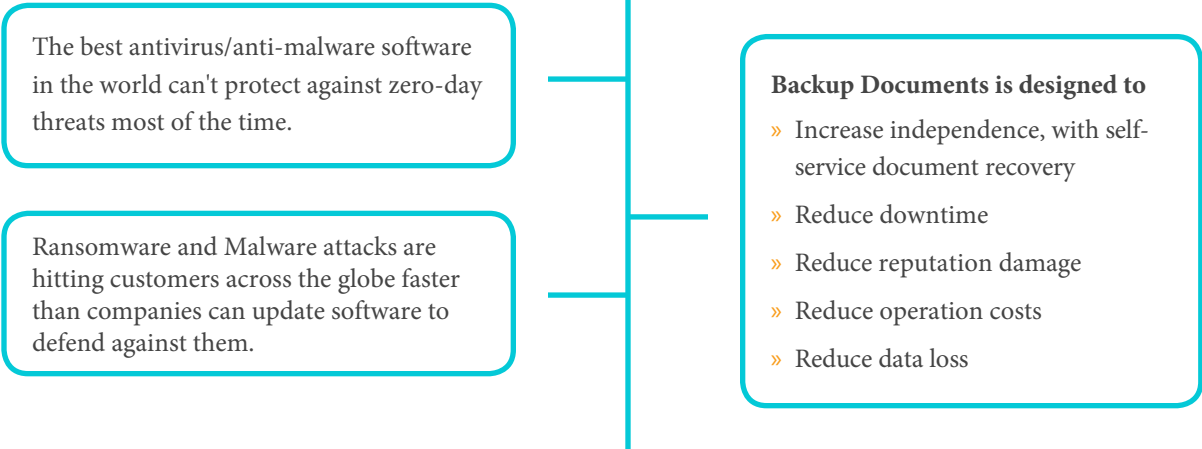 The best antivirus/anti-malware software
in the world can't protect against zero-day
threats most of the time.
Ransomware and Malware attacks are
hitting customers across the globe faster
than companies can update software to
defend against them.
Backup Documents is designed to
» Increase independence, with self-
service document recovery
» Reduce downtime
» Reduce reputation damage
» Reduce operation costs
» Reduce data loss